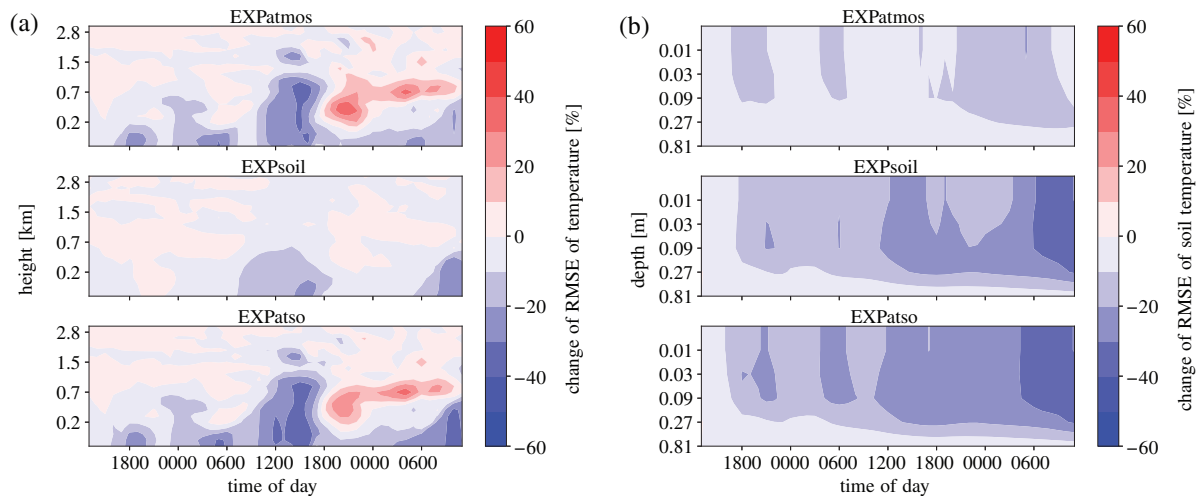 (a)
EXPatmos
2.8
1.5
0.7
0.2
EXPsoil
2.8
1.5
0.7
0.2
height [km]
EXPatso
2.8
1.5
0.7
0.2
1800 0000 0600 1200 1800 0000 0600
time of day
60
40
20
0
−20
−40
−60
change of RMSE of temperature [%]
(b)
EXPatmos
0.01
0.03
0.09
0.27
0.81
EXPsoil
0.01
0.03
0.09
0.27
0.81
depth [m]
EXPatso
0.01
0.03
0.09
0.27
0.81
1800 0000 0600 1200 1800 0000 0600
time of day
60
40
20
0
−20
−40
−60
change of RMSE of soil temperature [%]